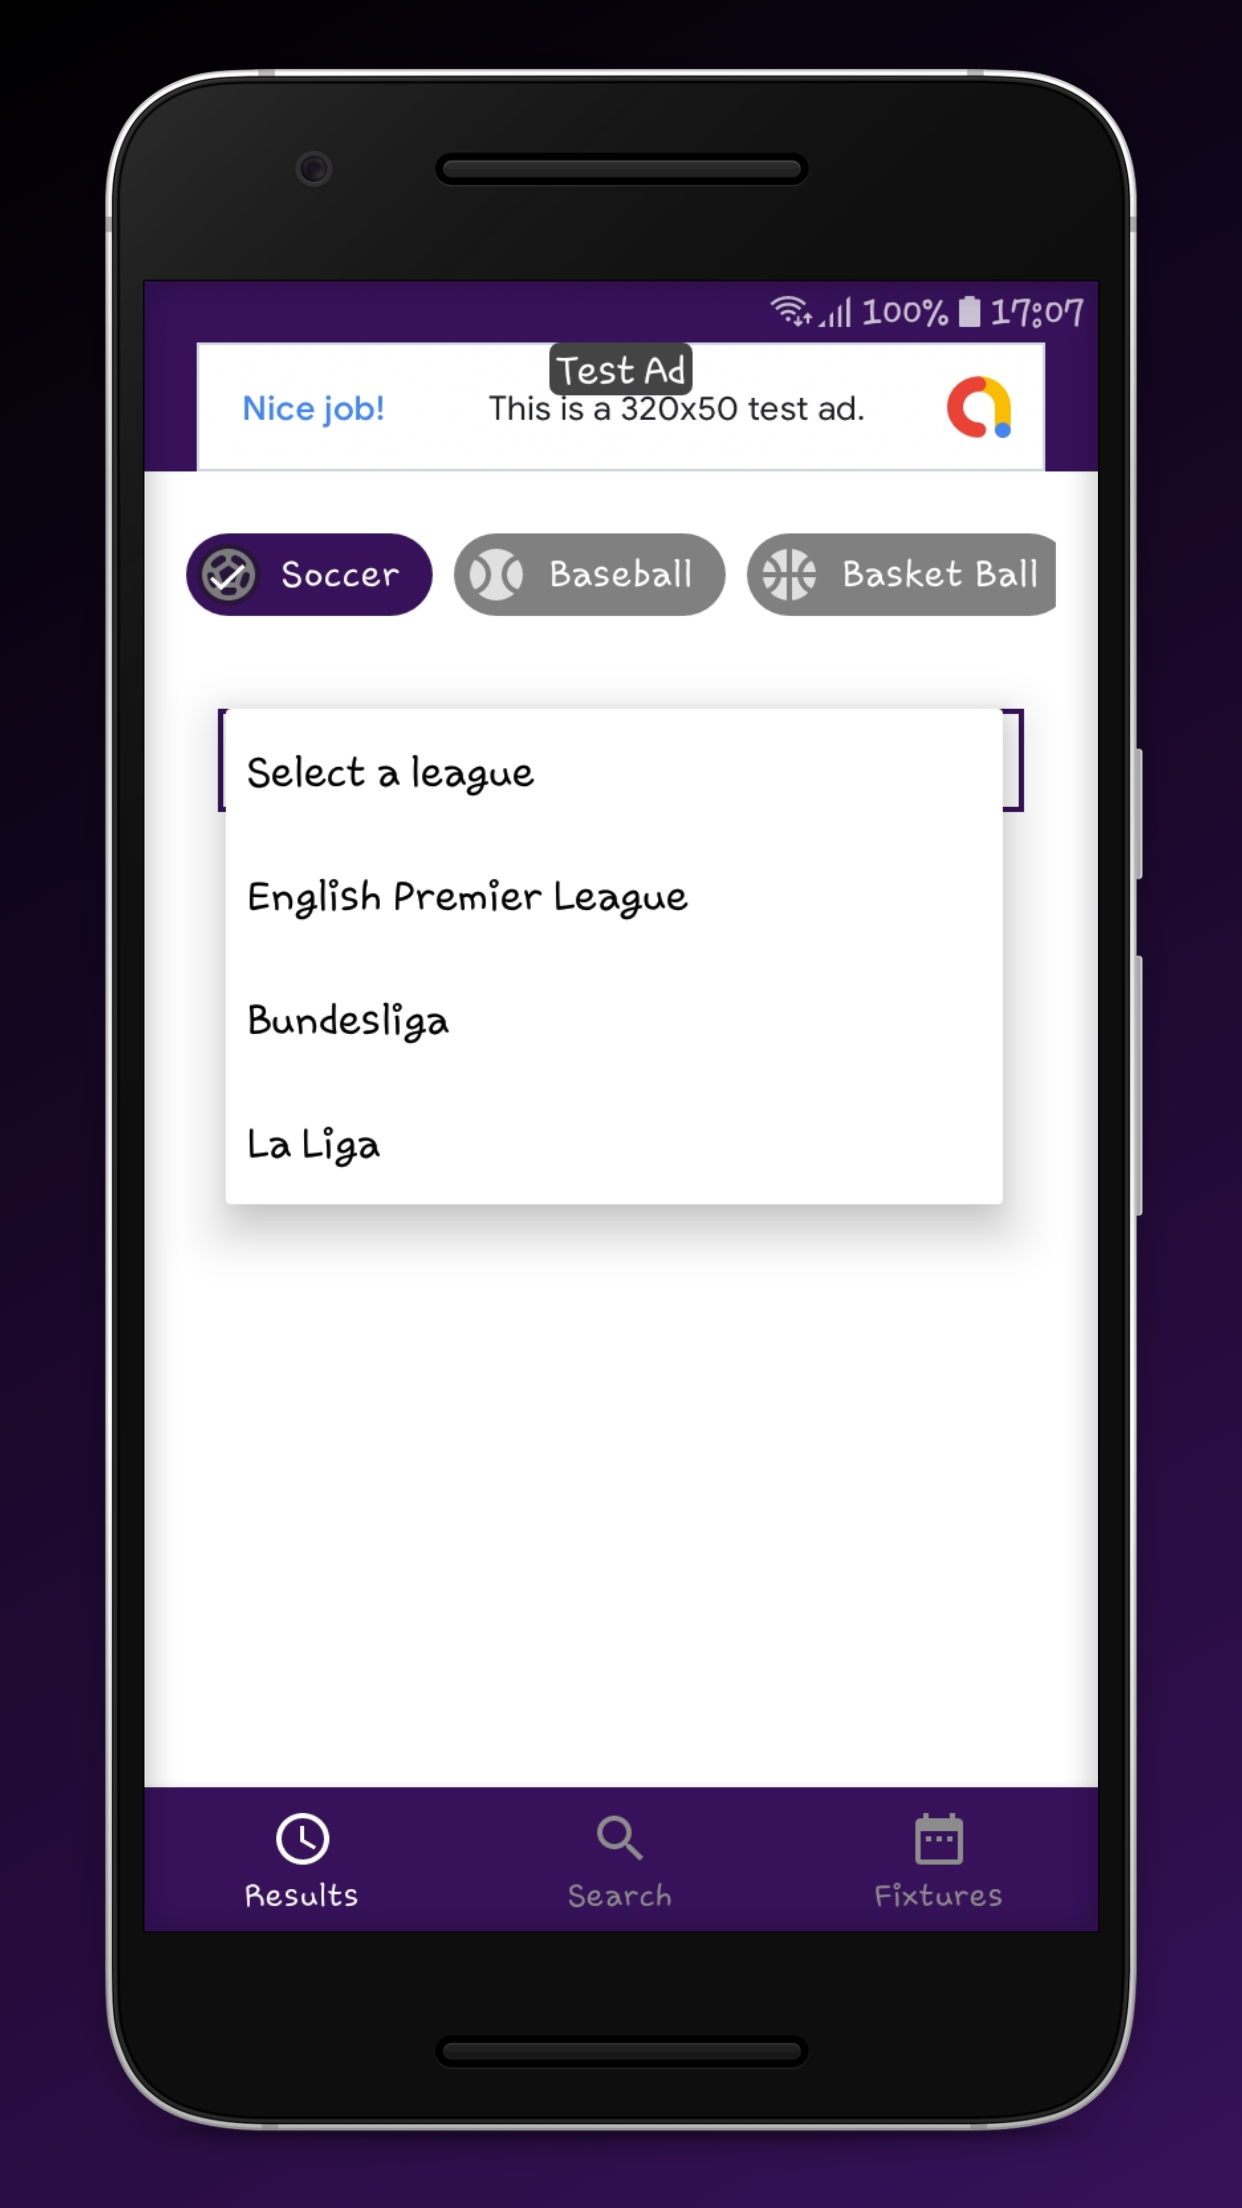 100% 17:07
Test Ad
Nice job! This is a 320x50 test ad.
Soccer Baseball Basket Ball
Select a league
English Premier League
Bundesliga
La Liga
Results Search Fixtures